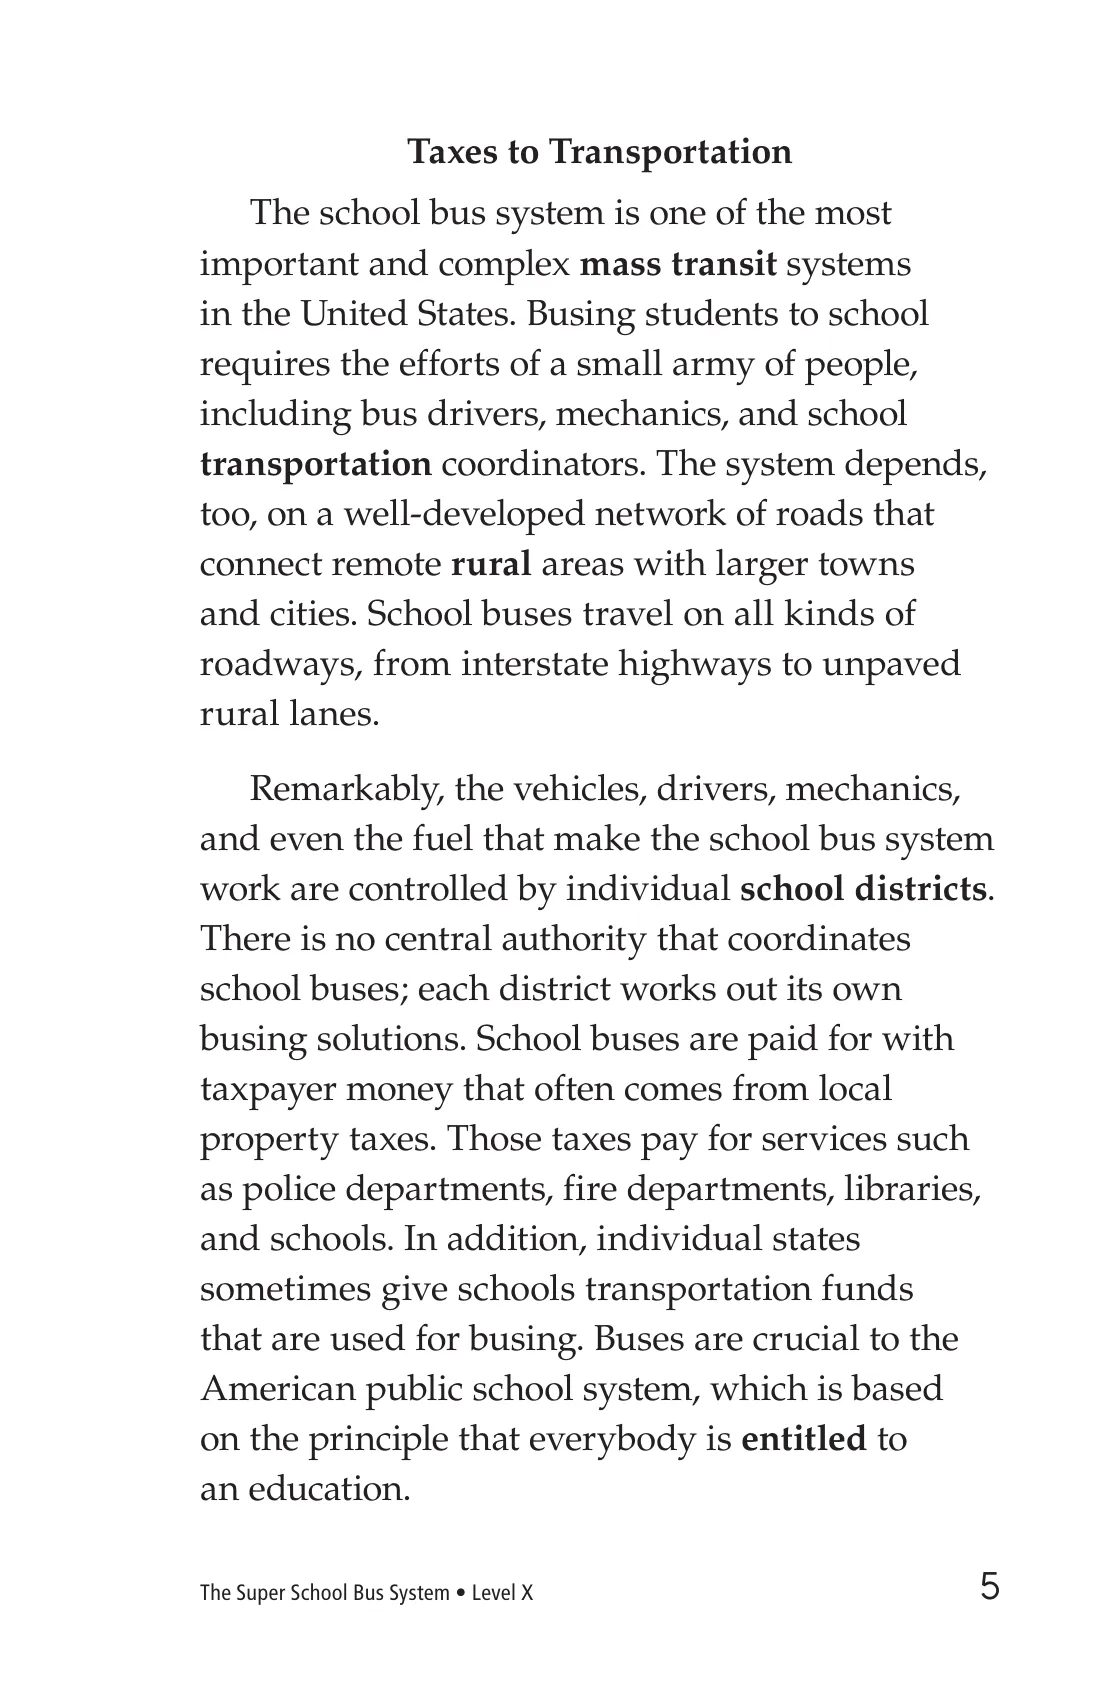 Taxes to Transportation
The school bus system is one of the most
important and complex mass transit systems
in the United States. Busing students to school
requires the efforts of a small army of people,
including bus drivers, mechanics, and school
transportation coordinators. The system depends,
too, on a well-developed network of roads that
connect remote rural areas with larger towns
and cities. School buses travel on all kinds of
roadways, from interstate highways to unpaved
rural lanes.
Remarkably, the vehicles, drivers, mechanics,
and even the fuel that make the school bus system
work are controlled by individual school districts.
There is no central authority that coordinates
school buses; each district works out its own
busing solutions. School buses are paid for with
taxpayer money that often comes from local
property taxes. Those taxes pay for services such
as police departments, fire departments, libraries,
and schools. In addition, individual states
sometimes give schools transportation funds
that are used for busing. Buses are crucial to the
American public school system, which is based
on the principle that everybody is entitled to
an education.
The Super School Bus System • Level X
5